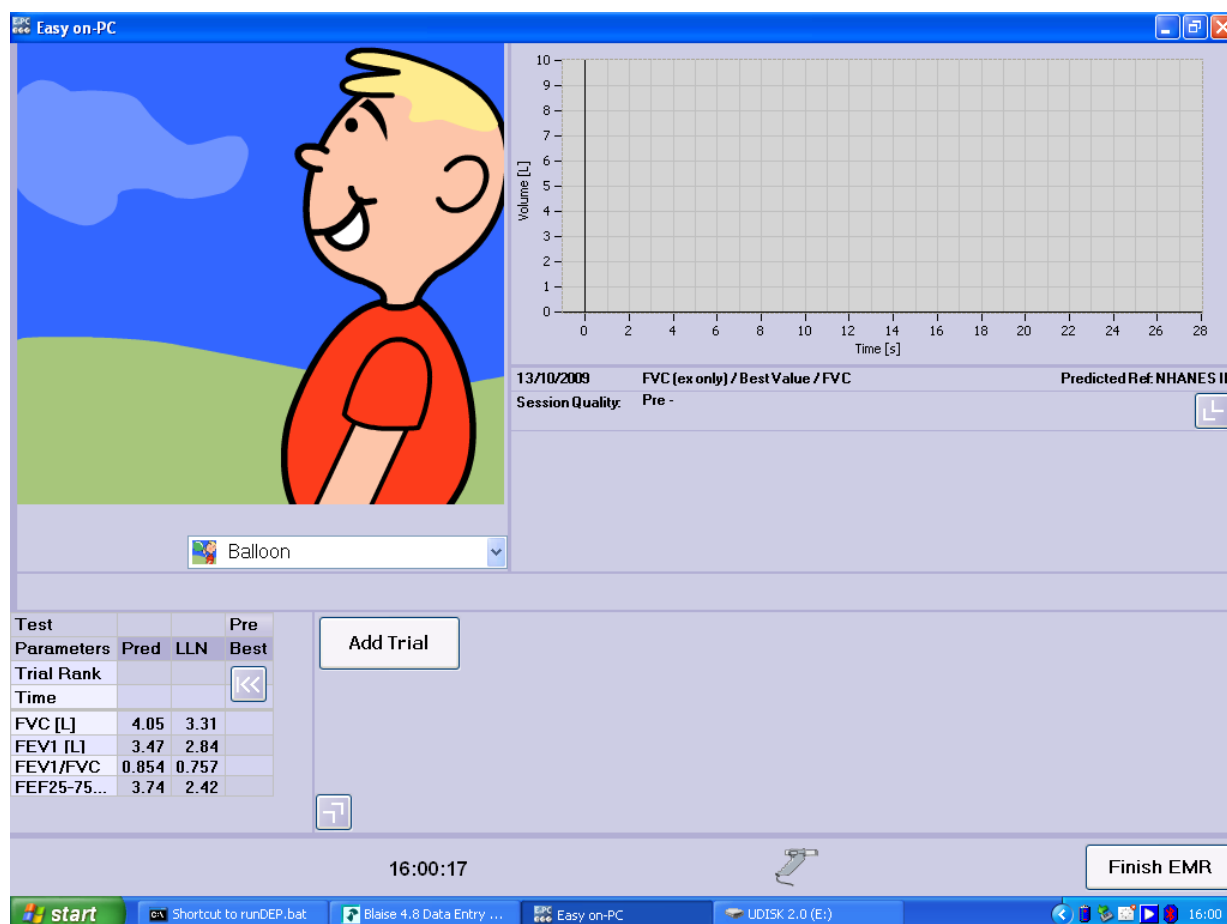 Easy on-PC
10
9
8
7
6
5
4
3
2
1
0
Volume [L]
0 2 4 6 8 10 12 14 16 18 20 22 24 26 28
Time [s]
13/10/2009 FVC (ex only) / Best Value / FVC Predicted Ref: NHANES II
Session Quality: Pre -
Balloon
Test Pre
Parameters Pred LLN Best
Trial Rank
Time
FVC [L] 4.05 3.31
FEV1 [L] 3.47 2.84
FEV1/FVC 0.854 0.757
FEF25-75... 3.74 2.42
Add Trial
16:00:17
Finish EMR
start
Shortcut to runDEP.bat
Blaise 4.8 Data Entry ...
Easy on-PC
UDISK 2.0 (E:)
16:00